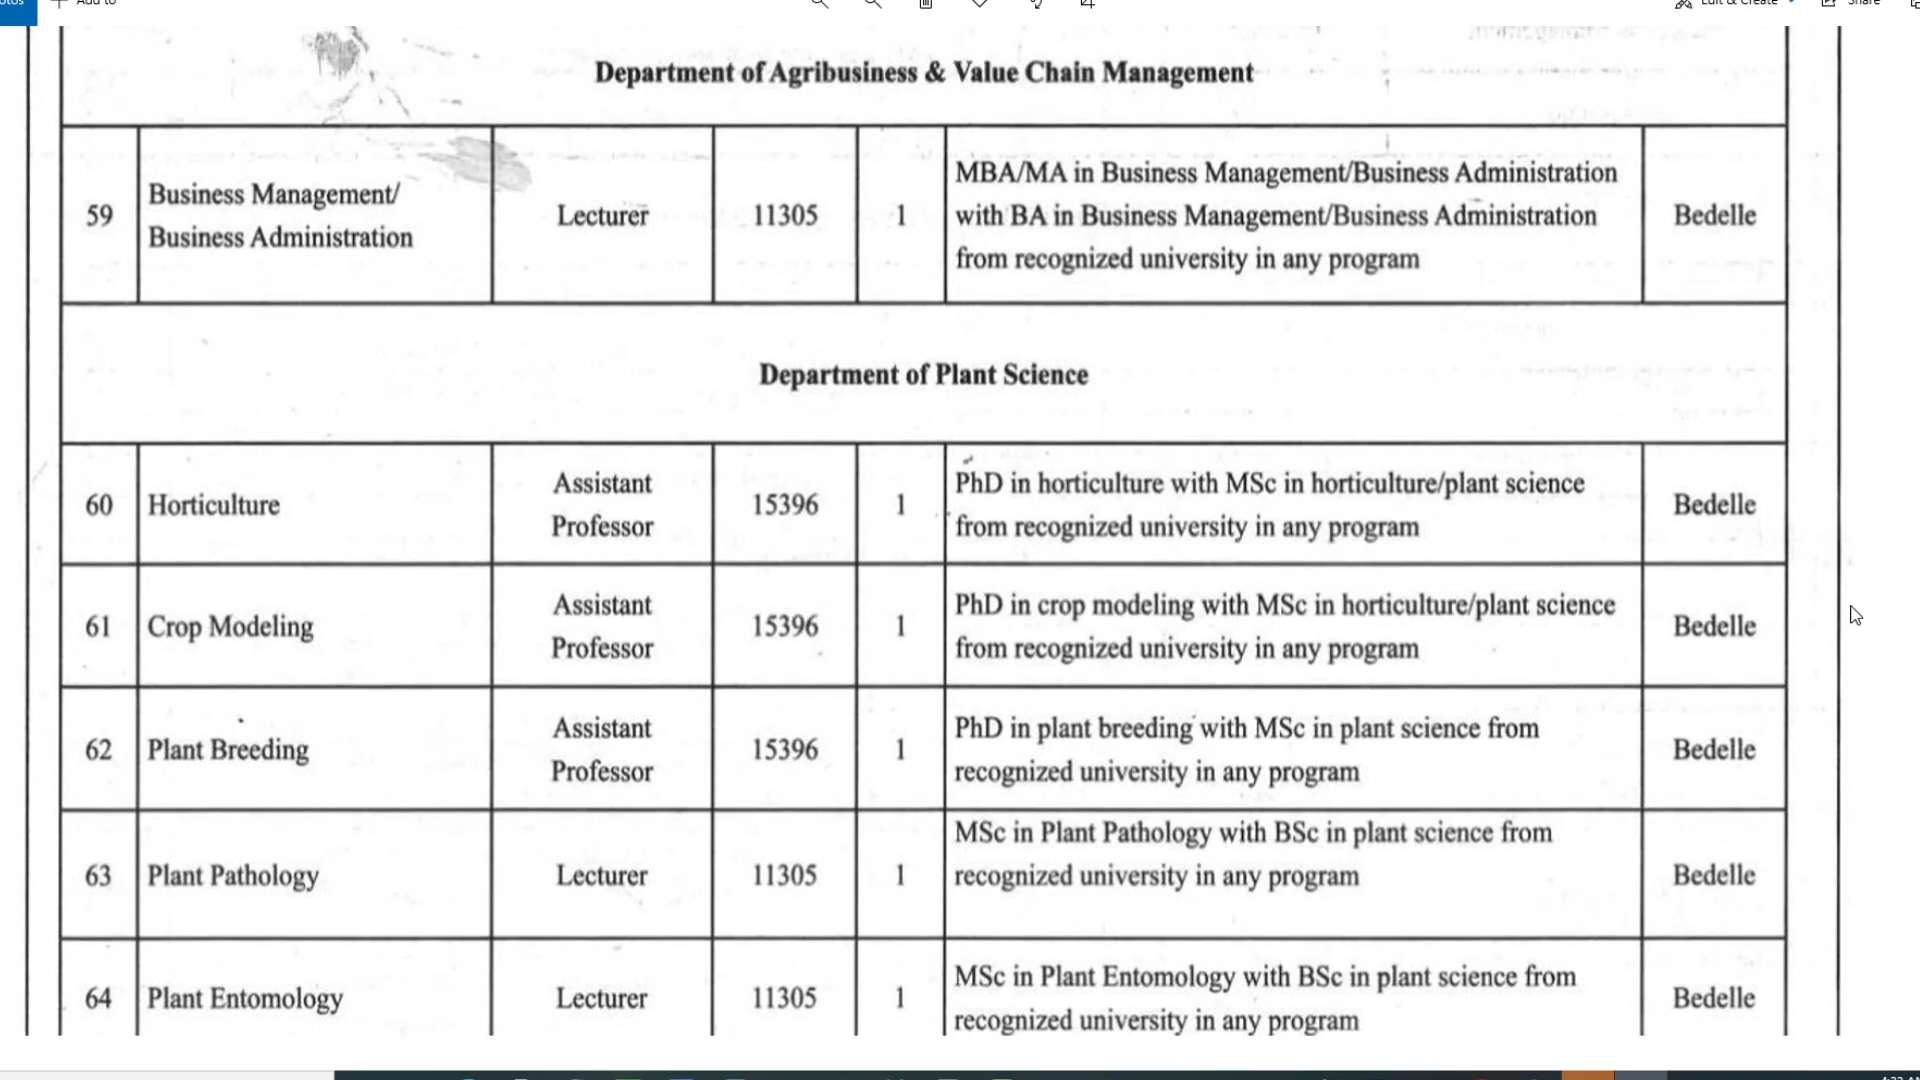 Add to
Edit & Create
Share
Department of Agribusiness & Value Chain Management
59
Business Management/
Business Administration
Lecturer
11305
1
MBA/MA in Business Management/Business Administration
with BA in Business Management/Business Administration
from recognized university in any program
Bedelle
Department of Plant Science
60
Horticulture
Assistant
Professor
15396
1
PhD in horticulture with MSc in horticulture/plant science
from recognized university in any program
Bedelle
61
Crop Modeling
Assistant
Professor
15396
1
PhD in crop modeling with MSc in horticulture/plant science
from recognized university in any program
Bedelle
62
Plant Breeding
Assistant
Professor
15396
1
PhD in plant breeding with MSc in plant science from
recognized university in any program
Bedelle
63
Plant Pathology
Lecturer
11305
1
MSc in Plant Pathology with BSc in plant science from
recognized university in any program
Bedelle
64
Plant Entomology
Lecturer
11305
1
MSc in Plant Entomology with BSc in plant science from
recognized university in any program
Bedelle